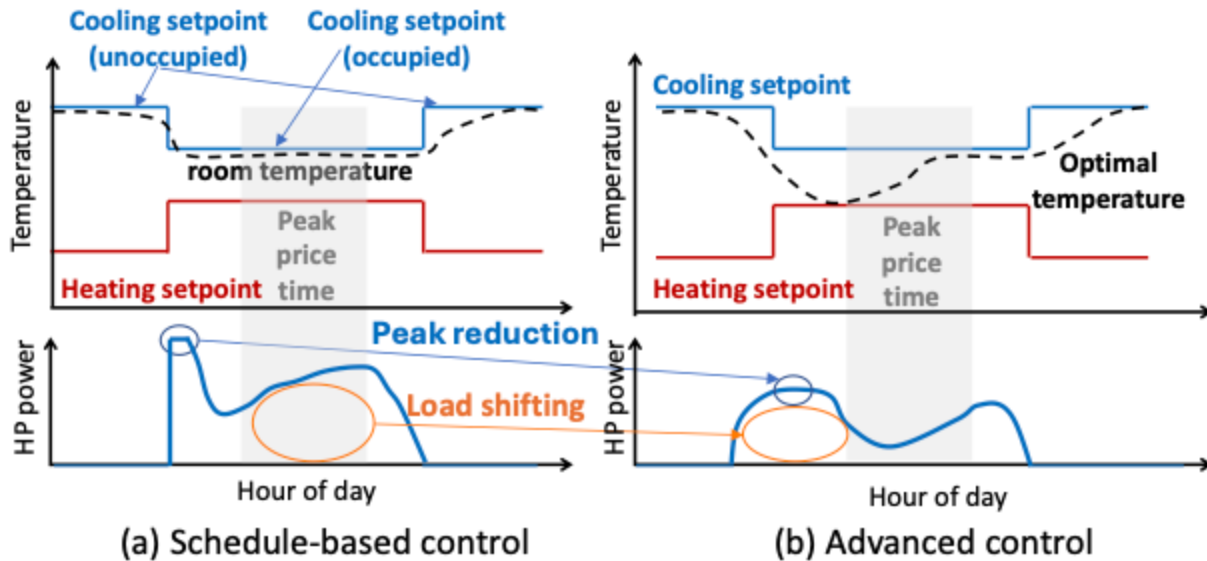 Cooling setpoint
(unoccupied)
Cooling setpoint
(occupied)
Temperature
room temperature
Peak
price
time
Heating setpoint
HP power
Hour of day
(a) Schedule-based control
Peak reduction
Load shifting
Temperature
Cooling setpoint
Optimal
temperature
Peak
price
time
Heating setpoint
HP power
Hour of day
(b) Advanced control